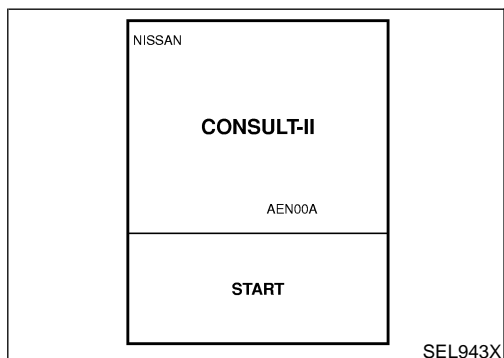 NISSAN
CONSULT-II
AEN00A
START
SEL943X